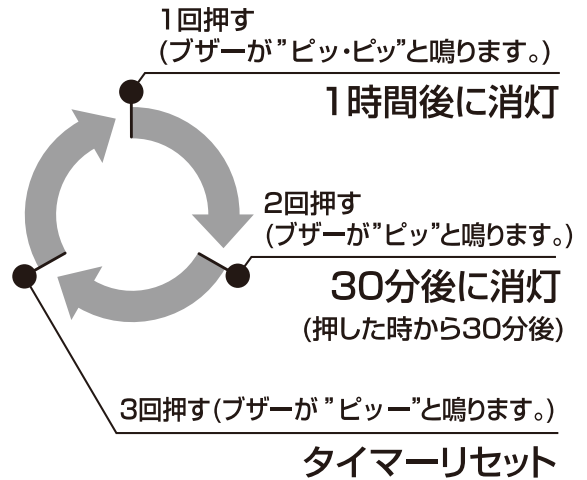 1回押す
(ブザーが”ピッ・ピッ”と鳴ります。)
1時間後に消灯
2回押す
(ブザーが”ピッ”と鳴ります。)
30分後に消灯
(押した時から30分後)
3回押す(ブザーが”ピッー”と鳴ります。)
タイマーリセット